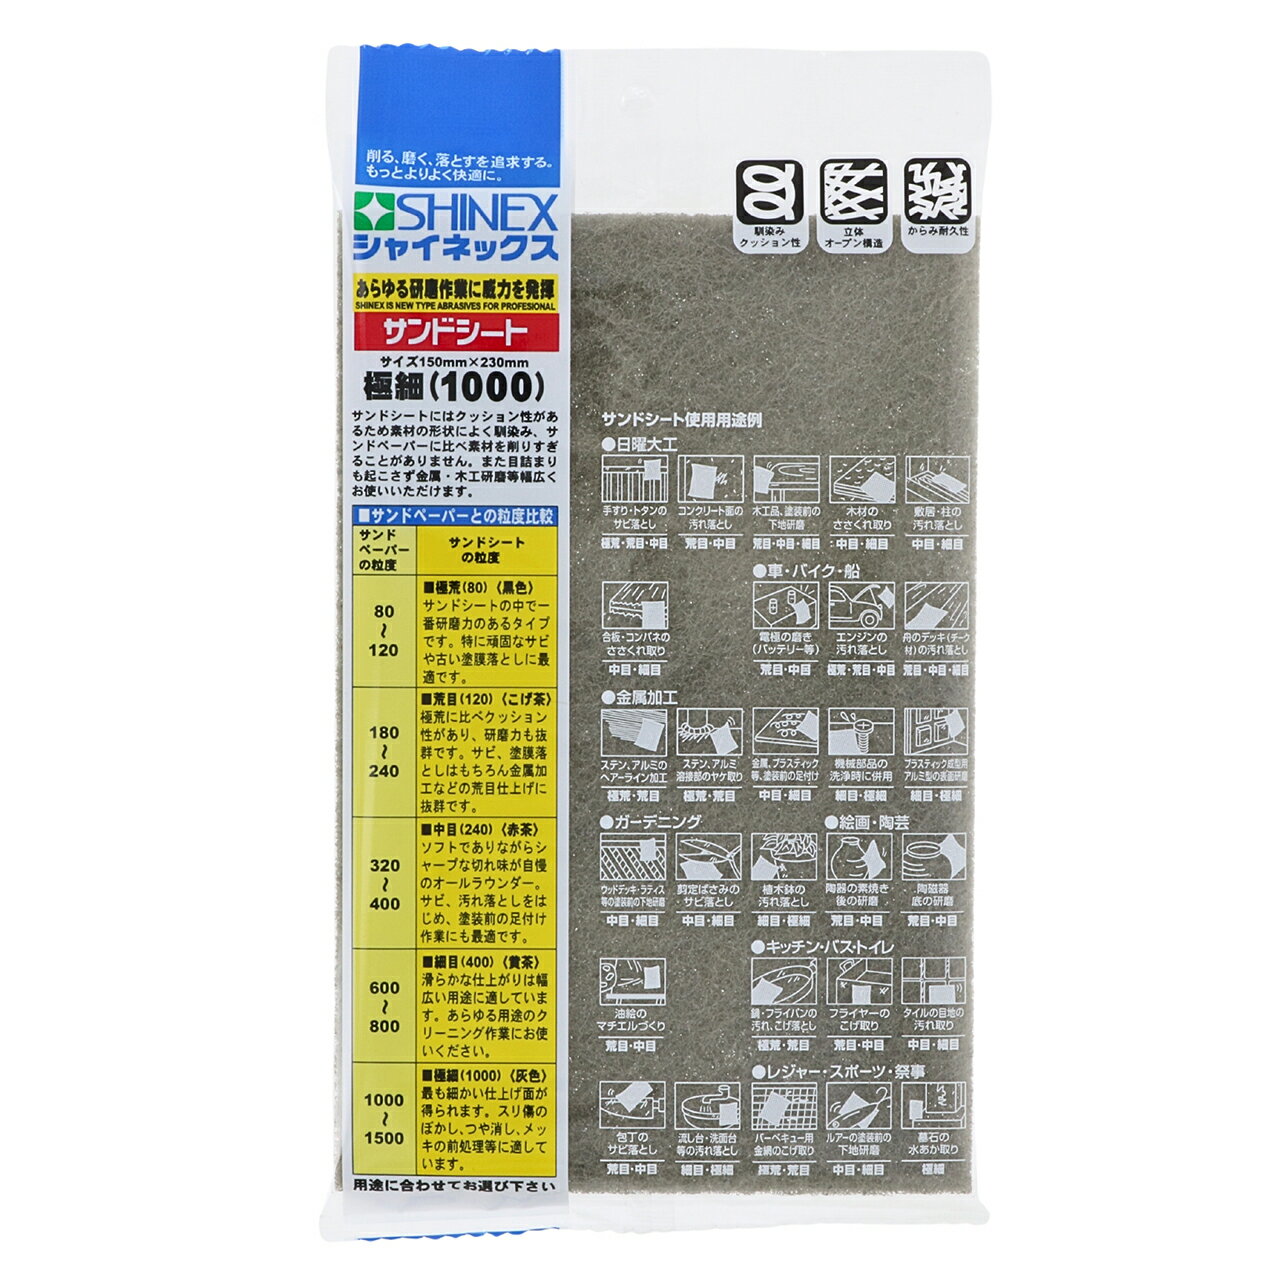 削る、磨く、落とすを追求する。
もっとよりよく快適に。
SHINEX
シャイネックス
あらゆる研磨作業に威力を発揮
SHINEX IS NEW TYPE ABRASIVES FOR PROFESIONAL
サンドシート
サイズ150mm×230mm
極細(1000)
サンドシートにはクッション性があ
るため素材の形状によく馴染み、サ
ンドペーパーに比べ素材を削りすぎ
ることがありません。また目詰まり
も起こさず金属・木工研磨等幅広く
お使いいただけます。
■サンドペーパーとの粒度比較
サンド
ペーパー
の粒度
サンドシート
の粒度
80
〜
120
■極荒(80)〈黒色〉
サンドシートの中で一
番研磨力のあるタイプ
です。特に頑固なサビ
や古い塗膜落としに最
適です。
180
〜
240
■荒目(120)〈こげ茶〉
極荒に比べクッション
性があり、研磨力も抜
群です。サビ、塗膜落
としはもちろん金属加
工などの荒目仕上げに
抜群です。
320
〜
400
■中目(240)〈赤茶〉
ソフトでありながらシ
ャープな切れ味が自慢
のオールラウンダー。
サビ、汚れ落としをは
じめ、塗装前の足付け
作業にも最適です。
600
〜
800
■細目(400)〈黄茶〉
滑らかな仕上がりは幅
広い用途に適していま
す。あらゆる用途のク
リーニング作業にお使
いください。
1000
〜
1500
■極細(1000)〈灰色〉
最も細かい仕上げ面が
得られます。スリ傷の
ぼかし、つや消し、メッ
キの前処理等に適して
います。
用途に合わせてお選び下さい
馴染み
クッション性
立体
オープン構造
からみ耐久性
サンドシート使用用途例
●日曜大工
手すり・トタンの
サビ落とし
極荒・荒目・中目
コンクリート面の
汚れ落とし
荒目・中目
木工品、塗装前の
下地研磨
荒目・中目・細目
木材の
ささくれ取り
中目・細目
敷居・柱の
汚れ落とし
中目・細目
合板・コンパネの
ささくれ取り
中目・細目
●車・バイク・船
電極の磨き
(バッテリー等)
荒目・中目
エンジンの
汚れ落とし
極荒・荒目・中目
舟のデッキ(チーク
材)の汚れ落とし
荒目・中目・細目
●金属加工
ステン、アルミの
ヘアーライン加工
極荒・荒目
ステン、アルミ
溶接部のヤケ取り
極荒・荒目
金属、プラスティック
等、塗装前の足付け
中目・細目
機械部品の
洗浄時に併用
細目・極細
プラスティック成型用
アルミ型の表面研磨
細目・極細
●ガーデニング
ウッドデッキ・ラティス
等の塗装前の下地研磨
中目・細目
剪定ばさみの
サビ落とし
中目・細目
植木鉢の
汚れ落とし
細目・極細
●絵画・陶芸
陶器の素焼き
後の研磨
中目・細目
陶磁器
底の研磨
中目・細目
油絵の
マチエルづくり
荒目・中目
●キッチン・バス・トイレ
鍋・フライパンの
汚れ、こげ落とし
極荒・荒目
フライヤーの
こげ取り
荒目・中目
タイルの目地の
汚れ取り
中目・細目
包丁の
サビ落とし
荒目・中目
流し台・洗面台
等の汚れ落とし
細目・極細
●レジャー・スポーツ・祭事
バーベキュー用
金網のこげ取り
極荒・荒目
ルアーの塗装前の
下地研磨
中目・細目
墓石の
水あか取り
極細